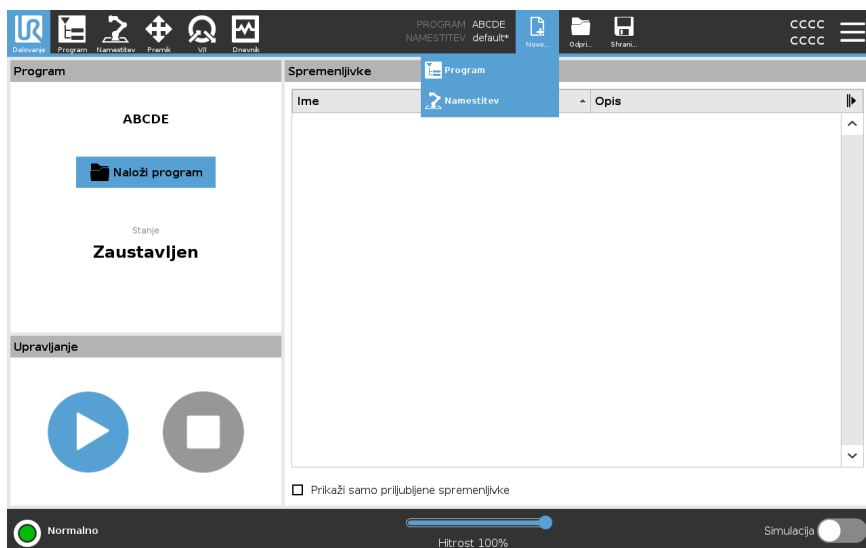 UR
Delovanje
Program
Namestitev
Premik
V/I
Dnevnik
PROGRAM ABCDE
NAMESTITEV default*
Novo...
Odpri...
Shrani...
CCCC
CCCC
Program
Namestitev
Program
Spremenljivke
ABCDE
Naloži program
Stanje
Zaustavljen
Ime
Opis
Upravljanje
Prikaži samo priljubljene spremenljivke
Normalno
Hitrost 100%
Simulacija